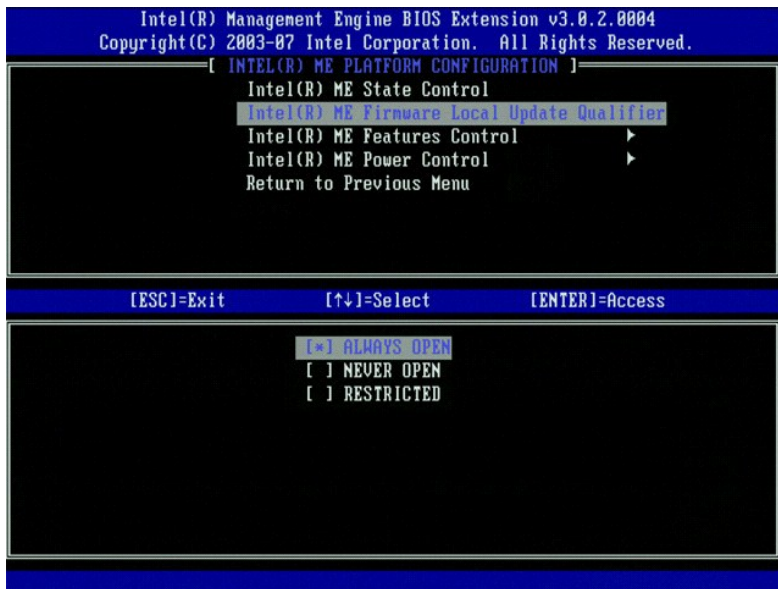 Intel(R) Management Engine BIOS Extension v3.0.2.0004
Copyright(C) 2003-07 Intel Corporation. All Rights Reserved.
[ INTEL(R) ME PLATFORM CONFIGURATION ]
Intel(R) ME State Control
Intel(R) ME Firmware Local Update Qualifier
Intel(R) ME Features Control ►
Intel(R) ME Power Control ►
Return to Previous Menu
[ESC]=Exit [↑↓]=Select [ENTER]=Access
[*] ALWAYS OPEN
[ ] NEVER OPEN
[ ] RESTRICTED